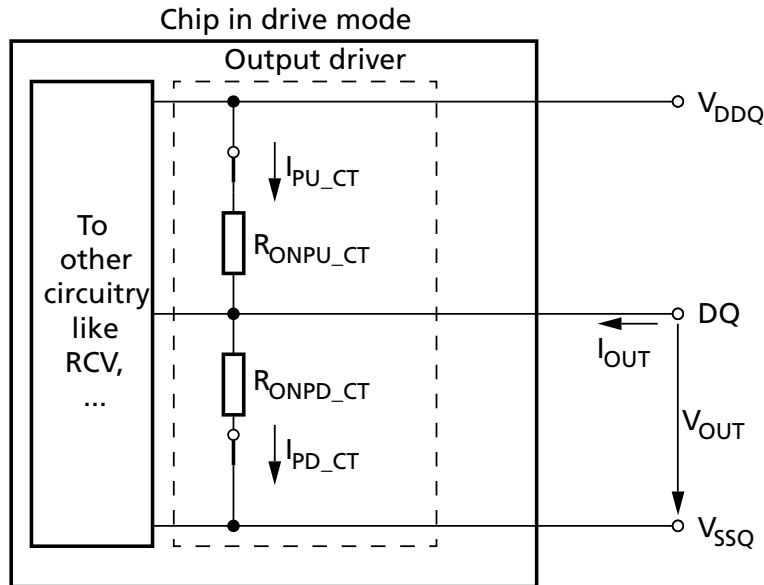 Chip in drive mode
Output driver
V_DDQ
I_PU_CT
To
other
circuitry
like
RCV,
...
R_ONPU_CT
DQ
I_OUT
R_ONPD_CT
V_OUT
I_PD_CT
V_SSQ